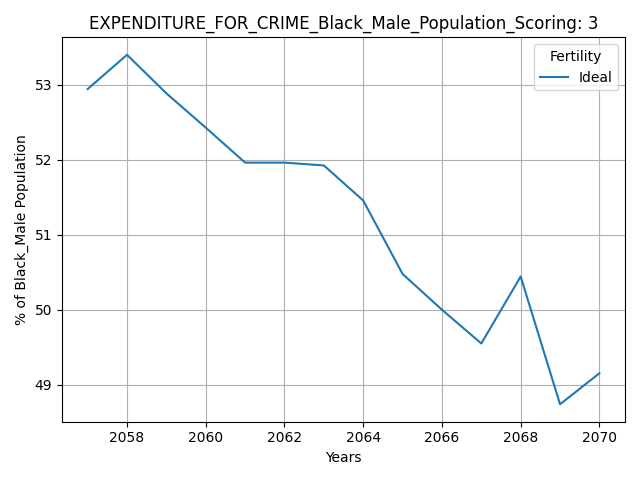 EXPENDITURE_FOR_CRIME_Black_Male_Population_Scoring: 3
Fertility
Ideal
% of Black_Male Population
53
52
51
50
49
2058 2060 2062 2064 2066 2068 2070
Years